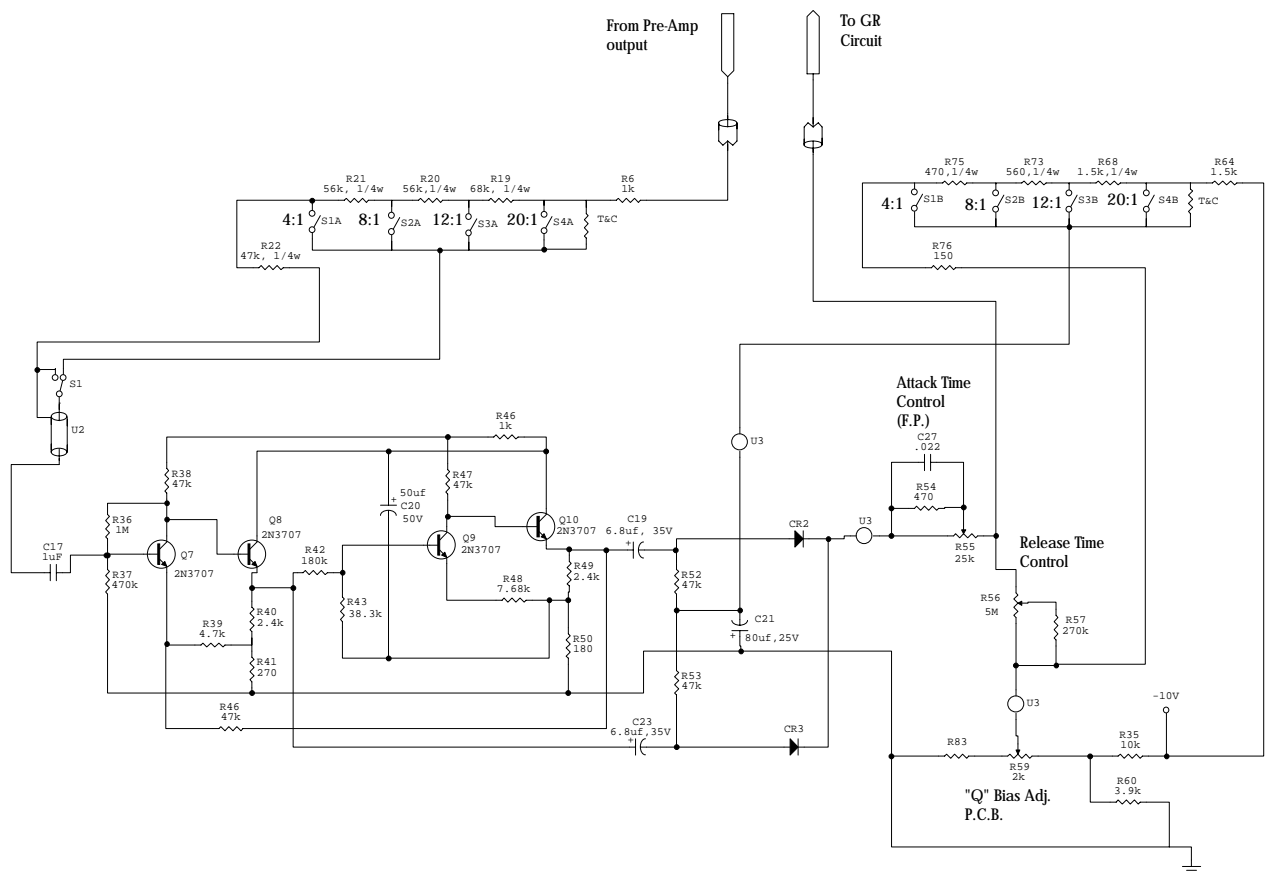 From Pre-Amp
output
To GR
Circuit
R21
56k, 1/4w
R20
56k,1/4w
R19
68k, 1/4w
R6
1k
4:1
S1A
8:1
S2A
12:1
S3A
20:1
S4A
T&C
R22
47k, 1/4w
R75
470,1/4w
R73
560,1/4w
R68
1.5k,1/4w
R64
1.5k
4:1
S1B
8:1
S2B
12:1
S3B
20:1
S4B
T&C
R76
150
S1
U2
Attack Time
Control
(F.P.)
C27
.022
R54
470
U3
R46
1k
R38
47k
R47
47k
50uf
C20
50V
R36
1M
Q8
2N3707
Q10
2N3707
C19
6.8uf, 35V
CR2
U3
R55
25k
Release Time
Control
C17
1uF
Q7
2N3707
R42
180k
Q9
2N3707
R37
470k
R48
7.68k
R49
2.4k
R52
47k
R43
38.3k
R40
2.4k
R39
4.7k
R41
270
R50
180
C21
80uf,25V
R56
5M
R57
270k
R53
47k
R46
47k
C23
6.8uf,35V
CR3
U3
-10V
R83
R59
2k
R35
10k
R60
3.9k
"Q" Bias Adj.
P.C.B.
+
+
+
+